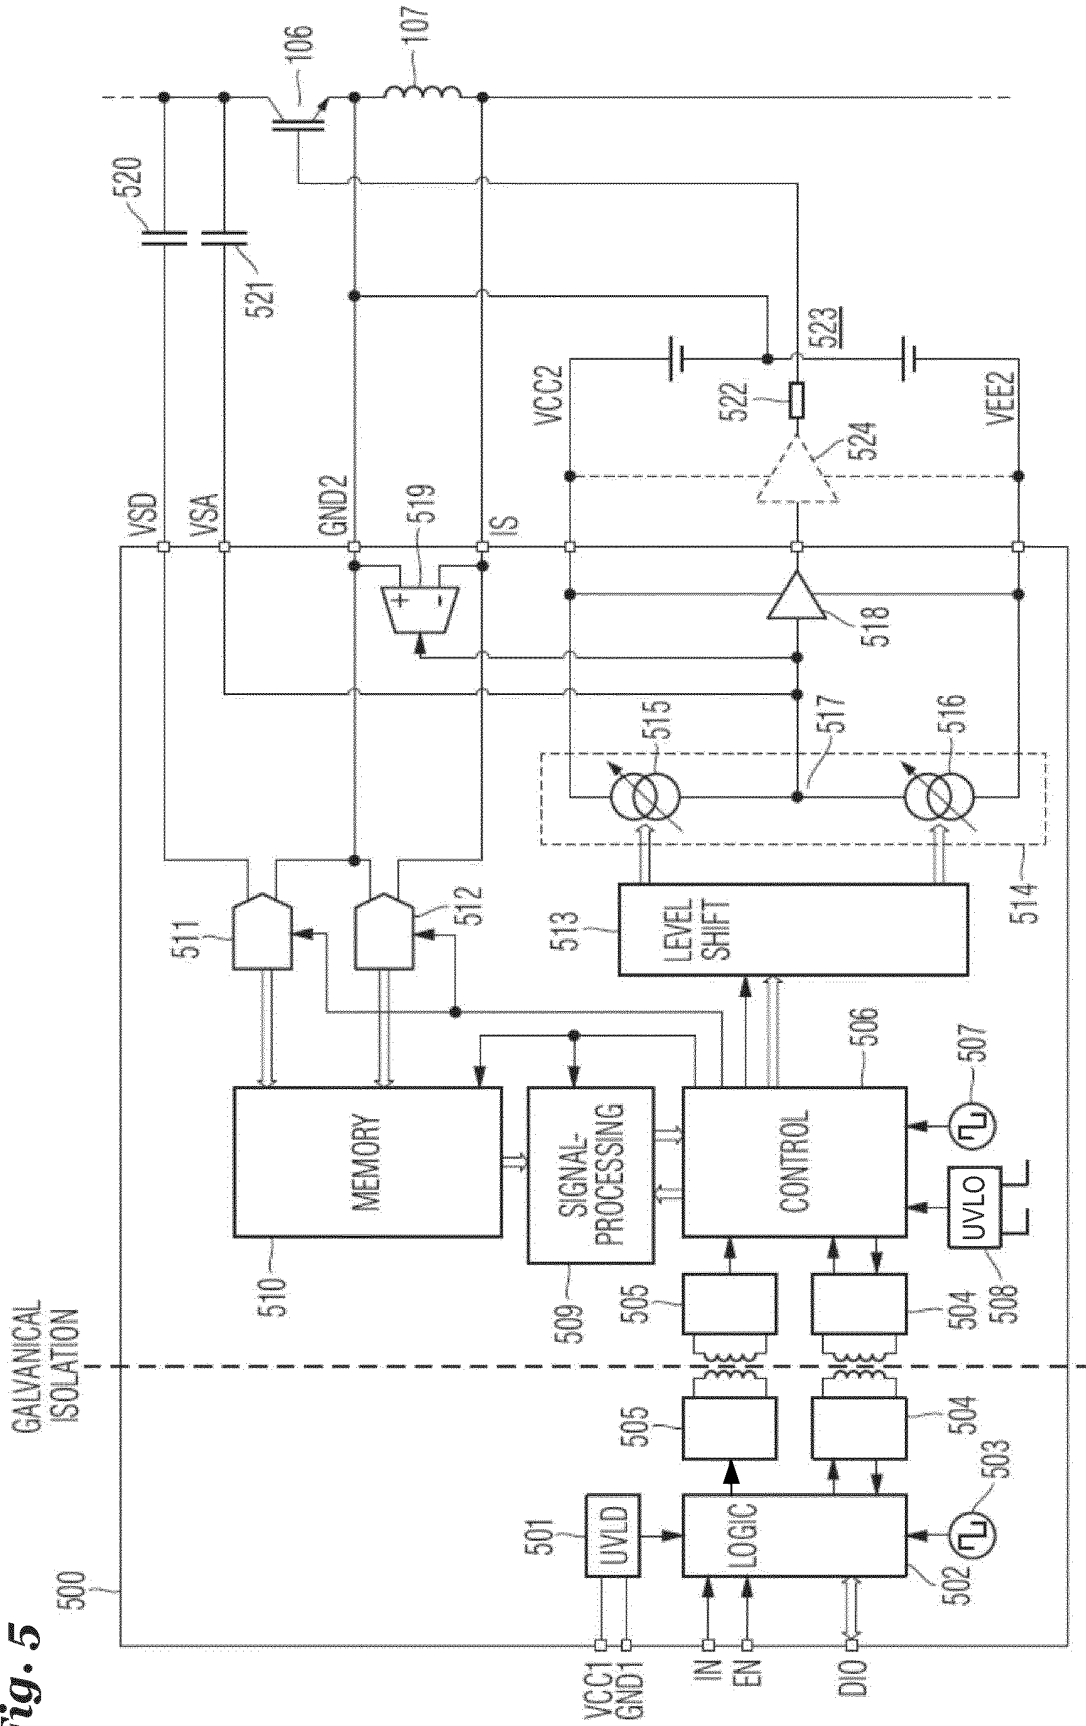 Fig. 5
500
GALVANICAL
ISOLATION
VCC1
GND1
IN
EN
DIO
501
UVLD
LOGIC
502
503
505
504
505
504
510
MEMORY
509
SIGNAL-
PROCESSING
CONTROL
506
507
UVLO
508
511
512
513
LEVEL
SHIFT
514
515
516
517
518
519
+
-
VSD
VSA
GND2
IS
VCC2
VEE2
520
521
522
523
524
106
107